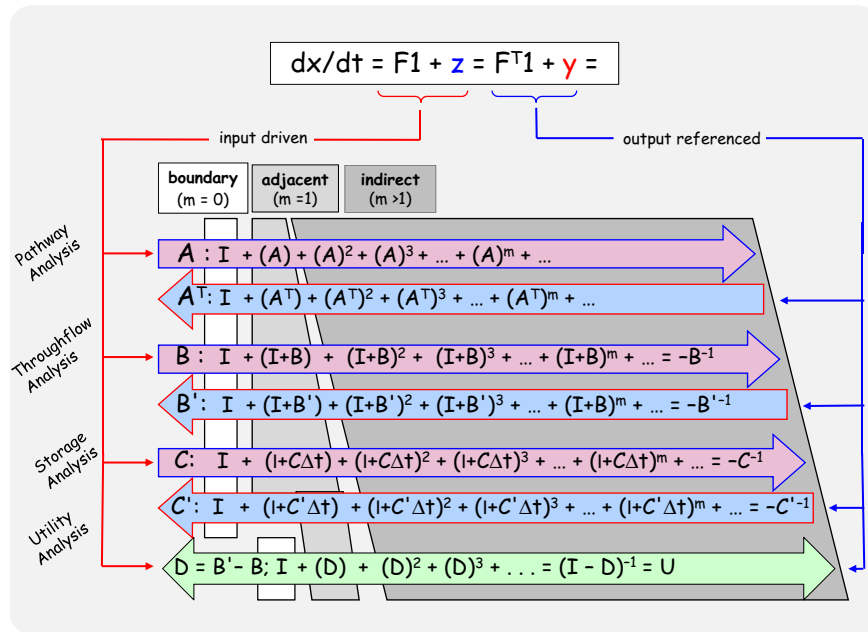 dx/dt = F1 + z = Fᵀ1 + y =
input driven
output referenced
boundary
(m = 0)
adjacent
(m =1)
indirect
(m >1)
Pathway
Analysis
A : I + (A) + (A)² + (A)³ + ... + (A)ᵐ + ...
Aᵀ: I + (Aᵀ) + (Aᵀ)² + (Aᵀ)³ + ... + (Aᵀ)ᵐ + ...
Throughflow
Analysis
B : I + (I+B) + (I+B)² + (I+B)³ + ... + (I+B)ᵐ + ... = –B⁻¹
B': I + (I+B') + (I+B')² + (I+B')³ + ... + (I+B)ᵐ + ... = –B'⁻¹
Storage
Analysis
C: I + (I+CΔt) + (I+CΔt)² + (I+CΔt)³ + ... + (I+CΔt)ᵐ + ... = –C⁻¹
C': I + (I+C'Δt) + (I+C'Δt)² + (I+C'Δt)³ + ... + (I+C'Δt)ᵐ + ... = –C'⁻¹
Utility
Analysis
D = B'– B; I + (D) + (D)² + (D)³ + . . . = (I – D)⁻¹ = U